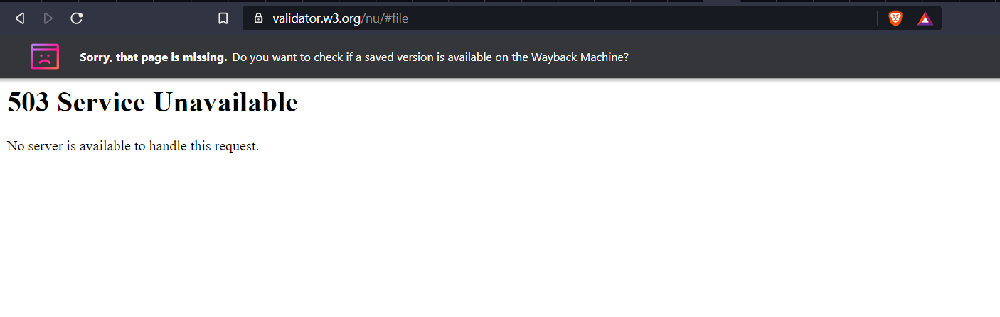 validator.w3.org/nu/#file
Sorry, that page is missing. Do you want to check if a saved version is available on the Wayback Machine?
503 Service Unavailable
No server is available to handle this request.